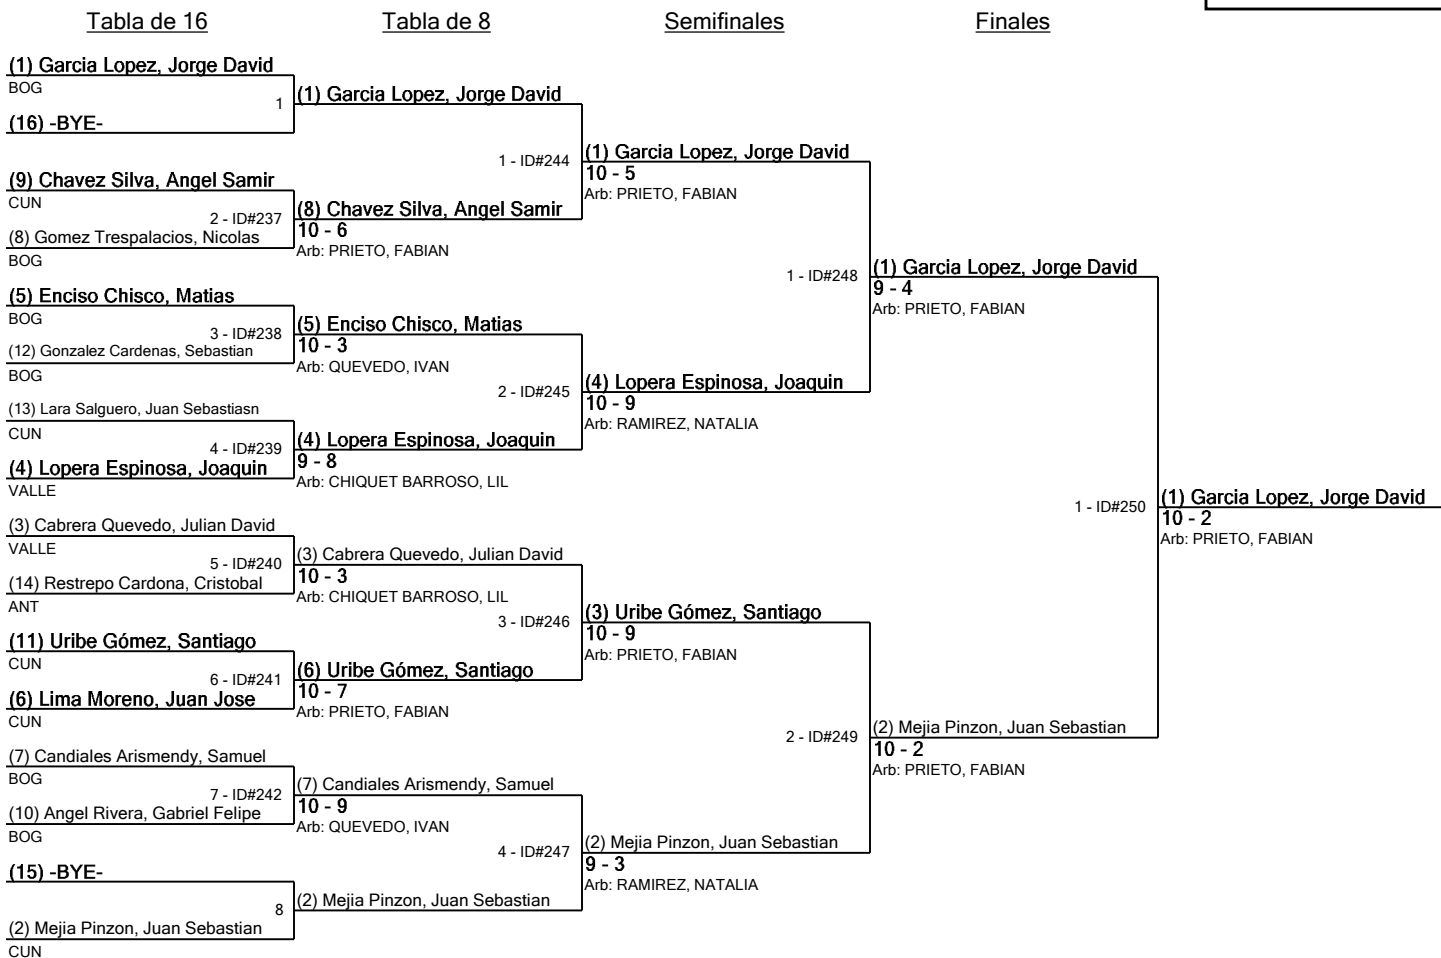 Tabla de 16
Tabla de 8
Semifinales
Finales
(1) Garcia Lopez, Jorge David
BOG
1
(16) -BYE-
(9) Chavez Silva, Angel Samir
CUN
2 - ID#237
(8) Gomez Trespalacios, Nicolas
BOG
(5) Enciso Chisco, Matias
BOG
3 - ID#238
(12) Gonzalez Cardenas, Sebastian
BOG
(13) Lara Salguero, Juan Sebastiasn
CUN
4 - ID#239
(4) Lopera Espinosa, Joaquin
VALLE
(3) Cabrera Quevedo, Julian David
VALLE
5 - ID#240
(14) Restrepo Cardona, Cristobal
ANT
(11) Uribe Gómez, Santiago
CUN
6 - ID#241
(6) Lima Moreno, Juan Jose
CUN
(7) Candiales Arismendy, Samuel
BOG
7 - ID#242
(10) Angel Rivera, Gabriel Felipe
BOG
(15) -BYE-
8
(2) Mejia Pinzon, Juan Sebastian
CUN
(1) Garcia Lopez, Jorge David
1 - ID#244
(8) Chavez Silva, Angel Samir
10 - 6
Arb: PRIETO, FABIAN
(5) Enciso Chisco, Matias
10 - 3
Arb: QUEVEDO, IVAN
2 - ID#245
(4) Lopera Espinosa, Joaquin
9 - 8
Arb: CHIQUET BARROSO, LIL
(3) Cabrera Quevedo, Julian David
10 - 3
Arb: CHIQUET BARROSO, LIL
3 - ID#246
(6) Uribe Gómez, Santiago
10 - 7
Arb: PRIETO, FABIAN
(7) Candiales Arismendy, Samuel
10 - 9
Arb: QUEVEDO, IVAN
4 - ID#247
(2) Mejia Pinzon, Juan Sebastian
(1) Garcia Lopez, Jorge David
10 - 5
Arb: PRIETO, FABIAN
1 - ID#248
(4) Lopera Espinosa, Joaquin
10 - 9
Arb: RAMIREZ, NATALIA
(3) Uribe Gómez, Santiago
10 - 9
Arb: PRIETO, FABIAN
2 - ID#249
(2) Mejia Pinzon, Juan Sebastian
9 - 3
Arb: RAMIREZ, NATALIA
(1) Garcia Lopez, Jorge David
9 - 4
Arb: PRIETO, FABIAN
1 - ID#250
(2) Mejia Pinzon, Juan Sebastian
10 - 2
Arb: PRIETO, FABIAN
(1) Garcia Lopez, Jorge David
10 - 2
Arb: PRIETO, FABIAN